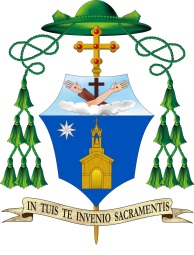 IN TUIS TE INVENIO SACRAMENTIS